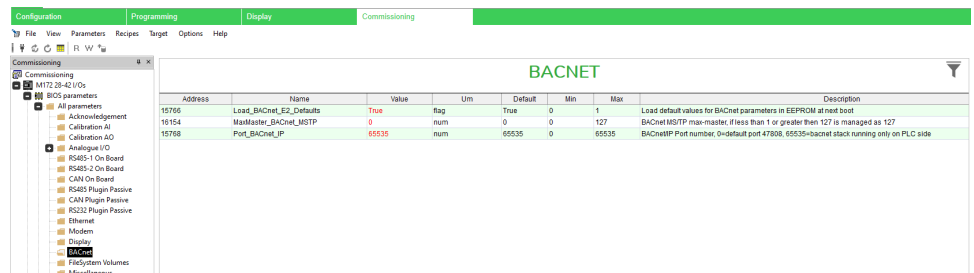 Configuration Programming Display Commissioning
File View Parameters Recipes Target Options Help
R W
Commissioning
Commissioning
M172 28-42 I/Os
BIOS parameters
All parameters
Acknowledgement
Calibration AI
Calibration AO
Analogue I/O
RS485-1 On Board
RS485-2 On Board
CAN On Board
RS485 Plugin Passive
CAN Plugin Passive
RS232 Plugin Passive
Ethernet
Modem
Display
BACnet
FileSystem Volumes
Miscellaneous
BACNET
Address Name Value Um Default Min Max Description
15766 Load_BACnet_E2_Defaults True flag True 0 1 Load default values for BACnet parameters in EEPROM at next boot
16154 MaxMaster_BACnet_MSTP 0 num 0 0 127 BACnet MS/TP max-master, if less than 1 or greater then 127 is managed as 127
15768 Port_BACnet_IP 65535 num 65535 0 65535 BACnet/IP Port number, 0=default port 47808, 65535=bacnet stack running only on PLC side